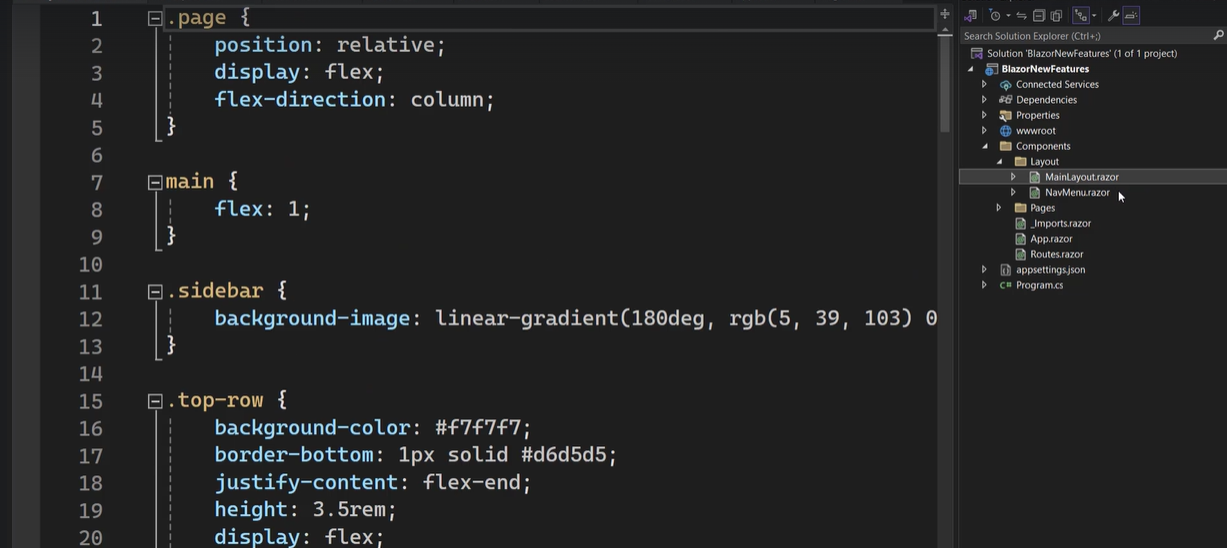 1 .page {
2 position: relative;
3 display: flex;
4 flex-direction: column;
5 }
6
7 main {
8 flex: 1;
9 }
10
11 .sidebar {
12 background-image: linear-gradient(180deg, rgb(5, 39, 103) 0
13 }
14
15 .top-row {
16 background-color: #f7f7f7;
17 border-bottom: 1px solid #d6d5d5;
18 justify-content: flex-end;
19 height: 3.5rem;
20 display: flex;
Search Solution Explorer (Ctrl+;)
Solution 'BlazorNewFeatures' (1 of 1 project)
BlazorNewFeatures
Connected Services
Dependencies
Properties
wwwroot
Components
Layout
MainLayout.razor
NavMenu.razor
Pages
_Imports.razor
App.razor
Routes.razor
appsettings.json
C# Program.cs